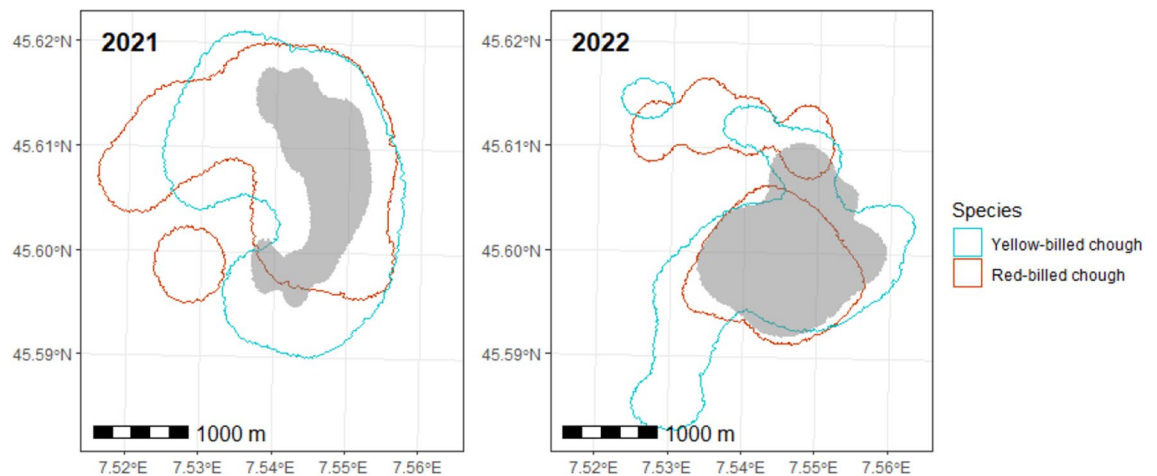 2021
45.62°N
45.61°N
45.60°N
45.59°N
1000 m
7.52°E 7.53°E 7.54°E 7.55°E 7.56°E
2022
45.62°N
45.61°N
45.60°N
45.59°N
1000 m
7.52°E 7.53°E 7.54°E 7.55°E 7.56°E
Species
Yellow-billed chough
Red-billed chough